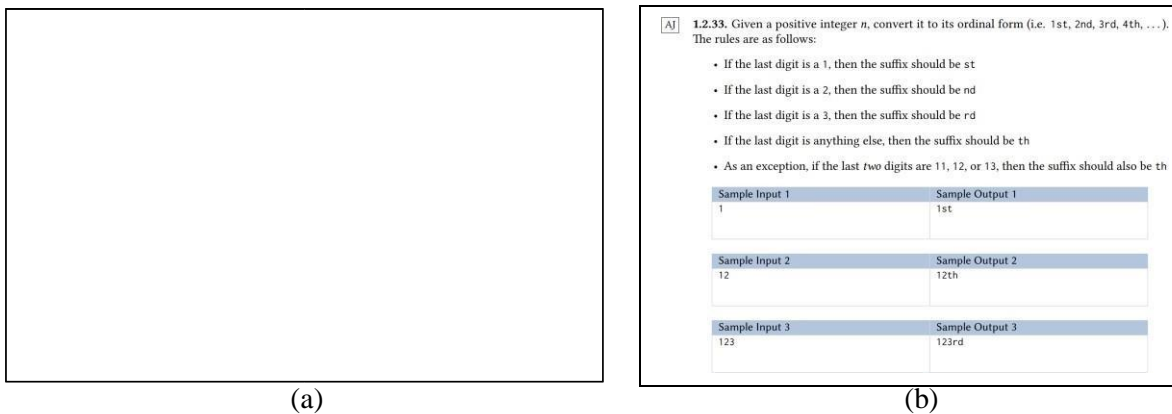 AJ 1.2.33. Given a positive integer n, convert it to its ordinal form (i.e. 1st, 2nd, 3rd, 4th, ...).
The rules are as follows:
• If the last digit is a 1, then the suffix should be st
• If the last digit is a 2, then the suffix should be nd
• If the last digit is a 3, then the suffix should be rd
• If the last digit is anything else, then the suffix should be th
• As an exception, if the last two digits are 11, 12, or 13, then the suffix should also be th
Sample Input 1 Sample Output 1
1 1st
Sample Input 2 Sample Output 2
12 12th
Sample Input 3 Sample Output 3
123 123rd
(a) (b)